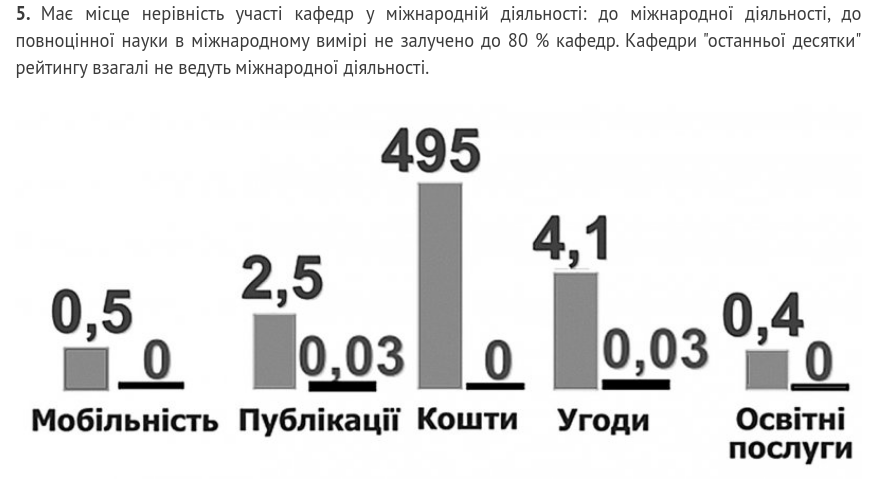 5. Має місце нерівність участі кафедр у міжнародній діяльності: до міжнародної діяльності, до
повноцінної науки в міжнародному вимірі не залучено до 80 % кафедр. Кафедри "останньої десятки"
рейтингу взагалі не ведуть міжнародної діяльності.
495
4,1
2,5
0,5
0,4
0
0,03
0
0,03
0
Мобільність Публікації Кошти Угоди Освітні
послуги